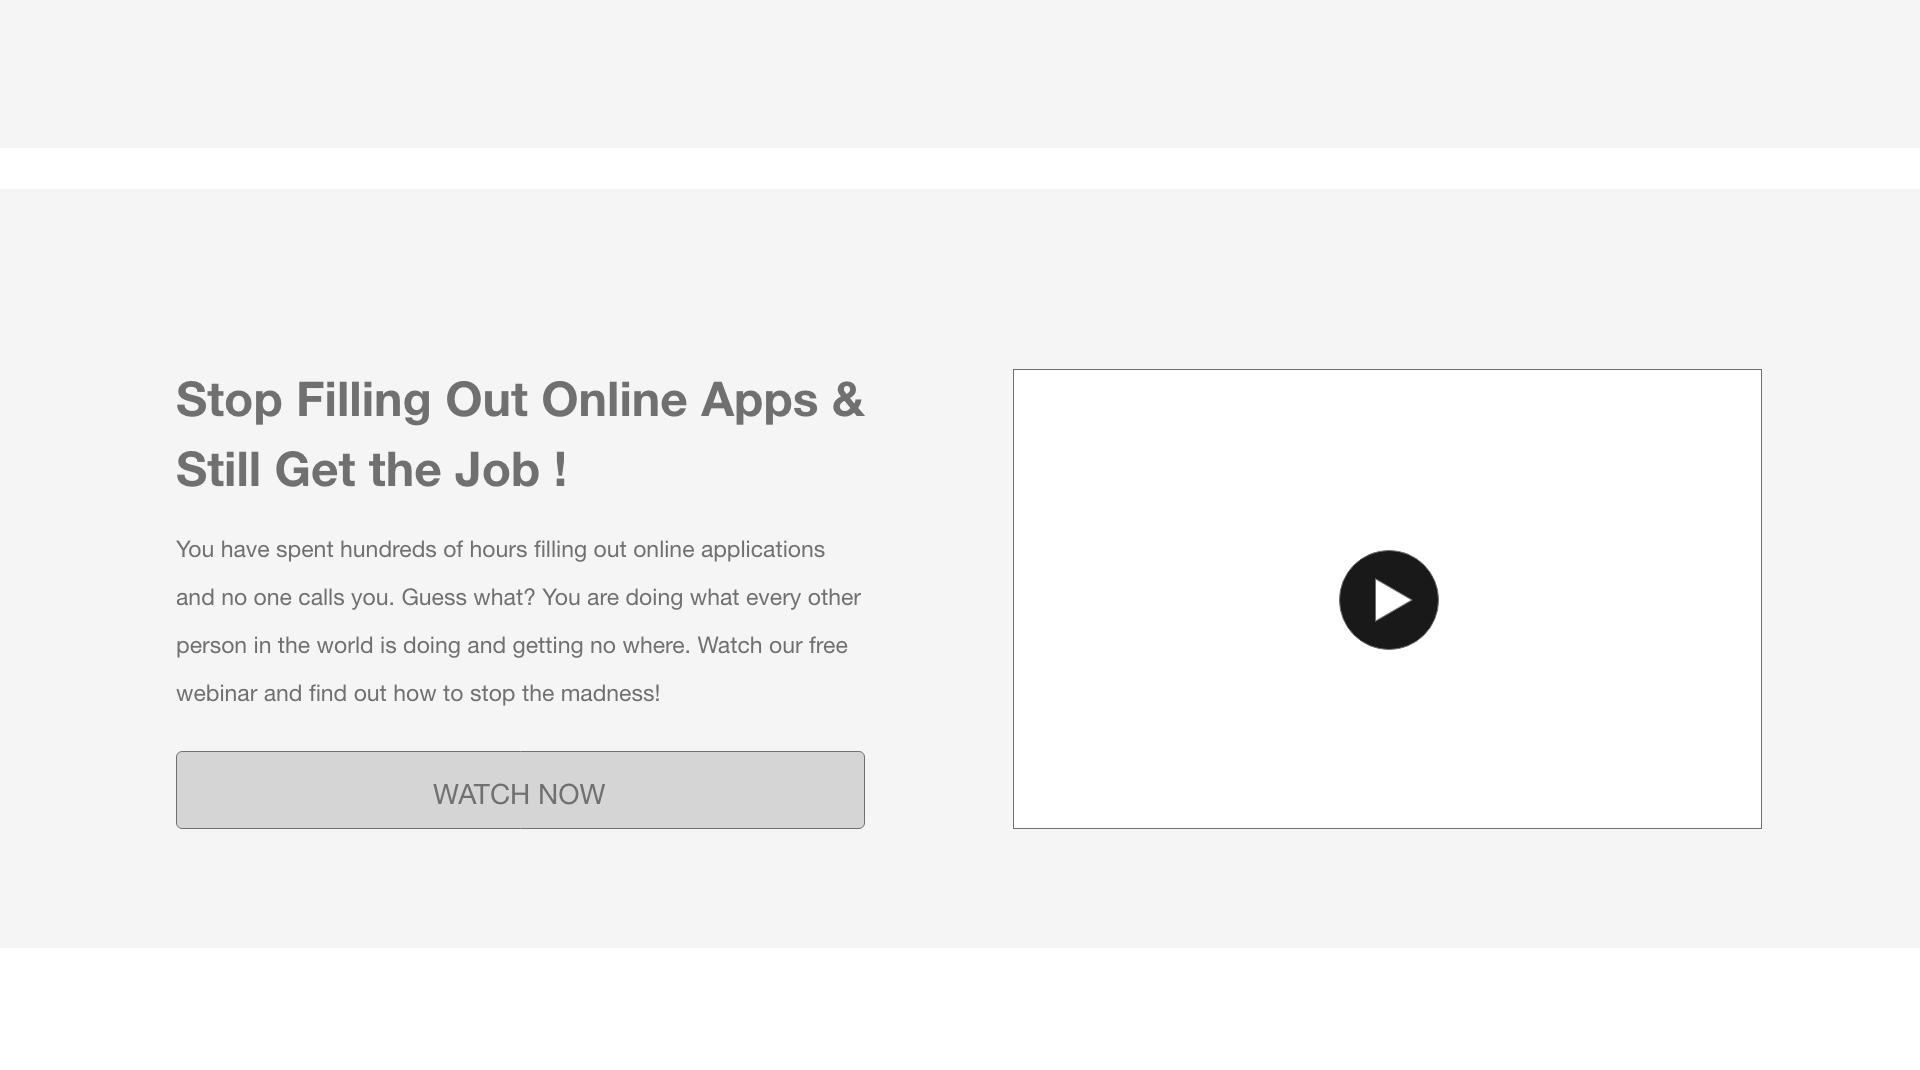 Stop Filling Out Online Apps &
Still Get the Job !
You have spent hundreds of hours filling out online applications
and no one calls you. Guess what? You are doing what every other
person in the world is doing and getting no where. Watch our free
webinar and find out how to stop the madness!
WATCH NOW